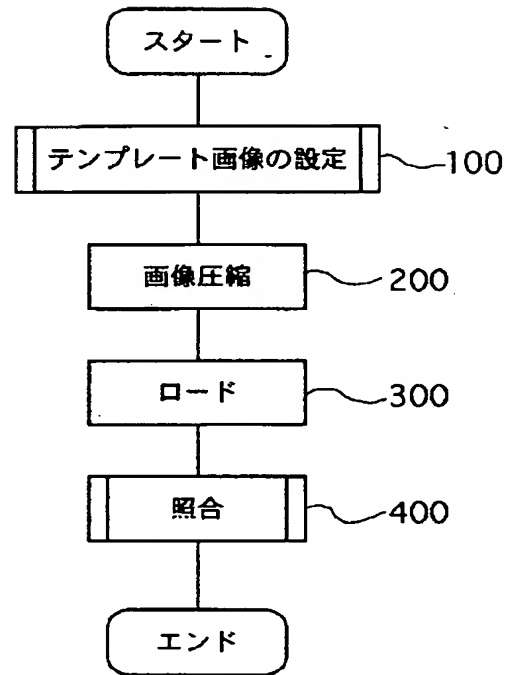 スタート
テンプレート画像の設定 100
画像圧縮 200
ロード 300
照合 400
エンド